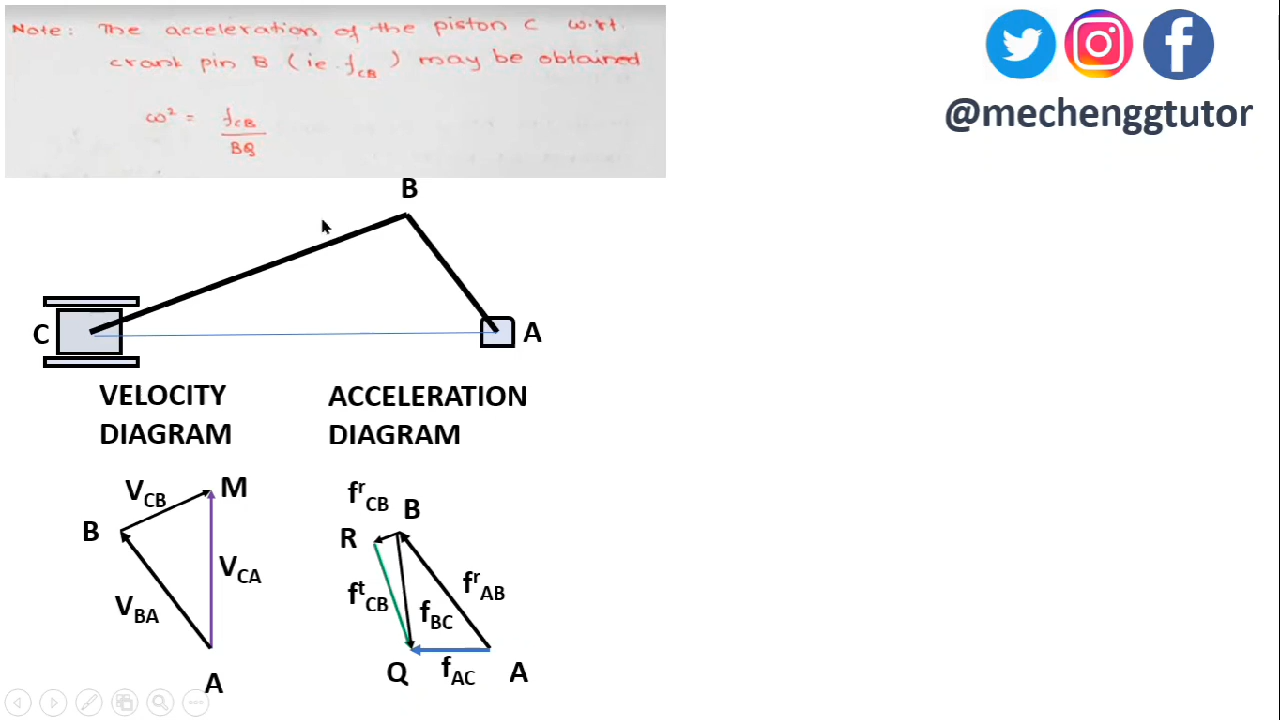 Note: The acceleration of the piston C w.r.t.
crank pin B (ie. fCB) may be obtained
ω² = fCB / BQ
@mechenggtutor
B
C
A
VELOCITY
DIAGRAM
ACCELERATION
DIAGRAM
VCB
M
B
VCA
VBA
A
fʳCB
B
R
fᵗCB
fʳAB
fBC
Q
fAC
A